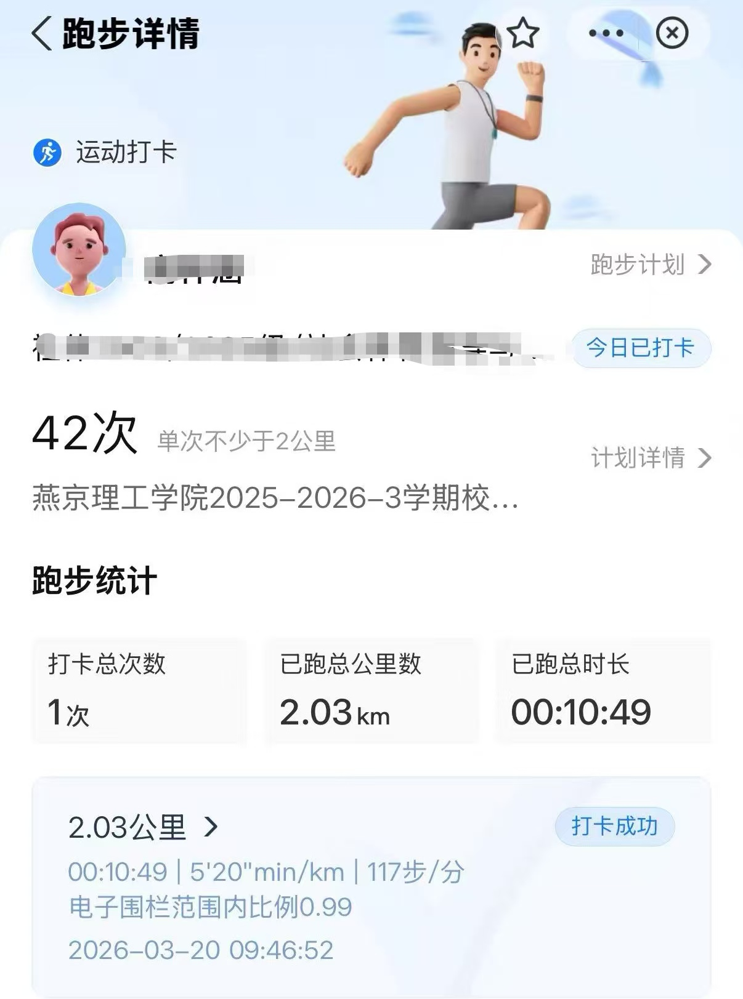 跑步详情
运动打卡
跑步计划
今日已打卡
42次 单次不少于2公里
计划详情
燕京理工学院2025-2026-3学期校...
跑步统计
打卡总次数
1次
已跑总公里数
2.03km
已跑总时长
00:10:49
2.03公里
打卡成功
00:10:49 | 5'20"min/km | 117步/分
电子围栏范围内比例0.99
2026-03-20 09:46:52